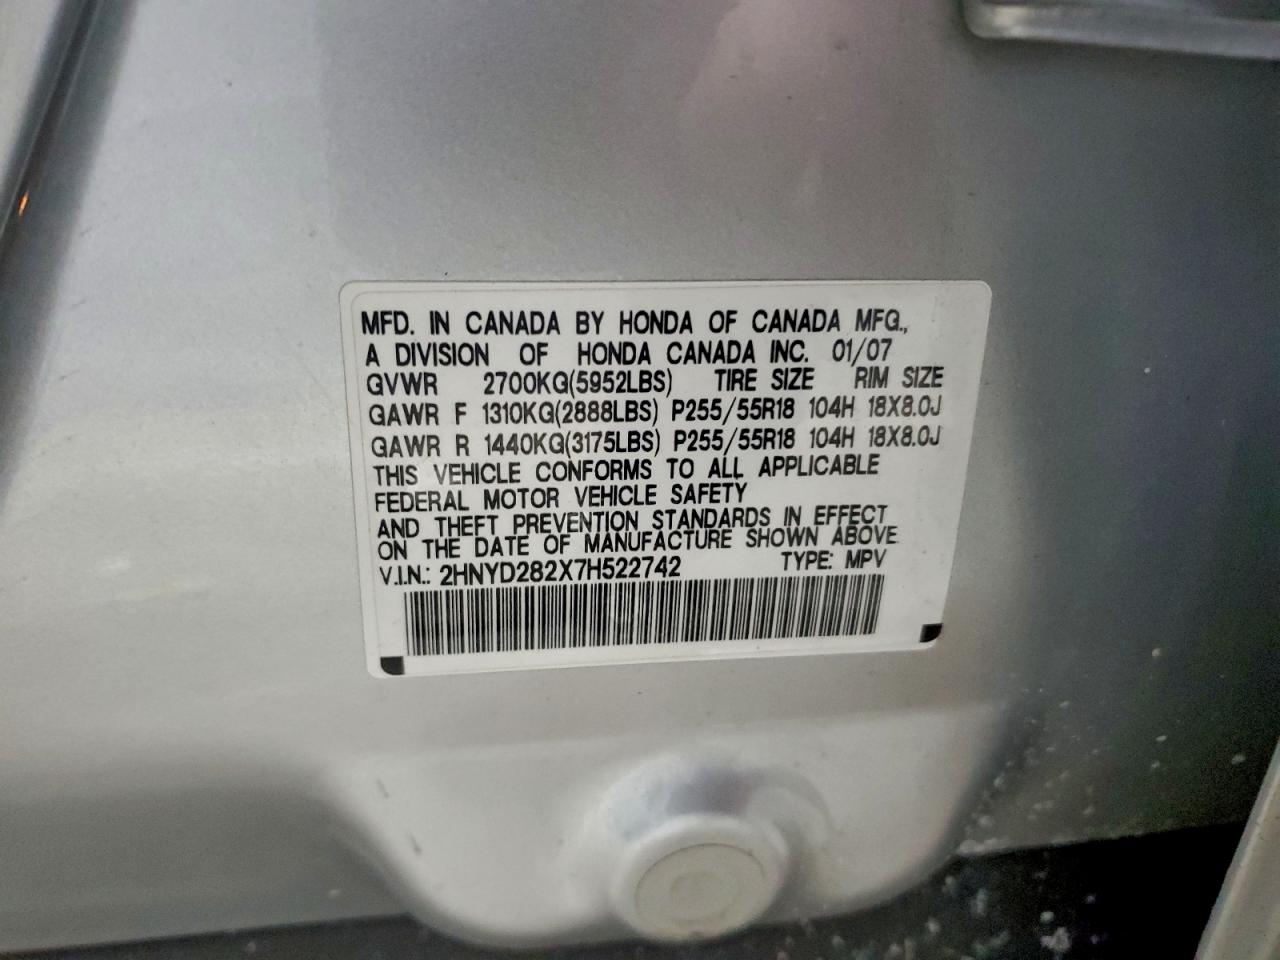 MFD. IN CANADA BY HONDA OF CANADA MFG.,
A DIVISION OF HONDA CANADA INC. 01/07
GVWR 2700KG(5952LBS) TIRE SIZE RIM SIZE
GAWR F 1310KG(2888LBS) P255/55R18 104H 18X8.0J
GAWR R 1440KG(3175LBS) P255/55R18 104H 18X8.0J
THIS VEHICLE CONFORMS TO ALL APPLICABLE
FEDERAL MOTOR VEHICLE SAFETY
AND THEFT PREVENTION STANDARDS IN EFFECT
ON THE DATE OF MANUFACTURE SHOWN ABOVE
V.I.N.: 2HNYD282X7H522742 TYPE: MPV